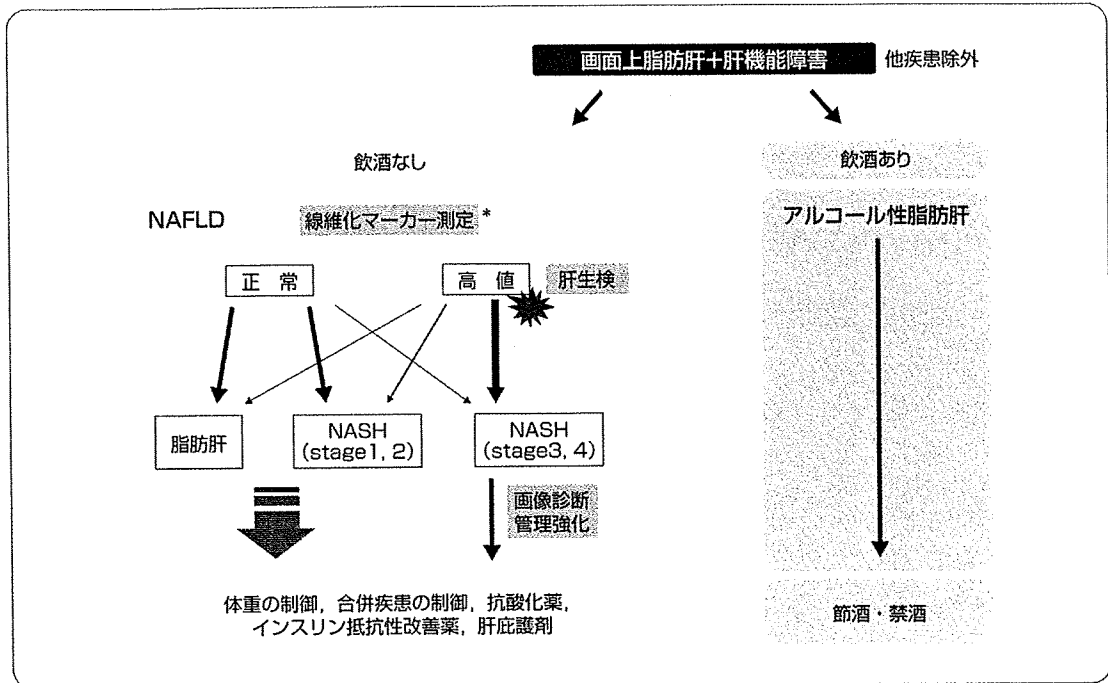 画面上脂肪肝+肝機能障害 他疾患除外
飲酒なし
飲酒あり
NAFLD
線維化マーカー測定*
アルコール性脂肪肝
正 常
高 値
肝生検
脂肪肝
NASH
(stage1, 2)
NASH
(stage3, 4)
画像診断
管理強化
体重の制御,合併疾患の制御,抗酸化薬,
インスリン抵抗性改善薬,肝庇護剤
節酒・禁酒